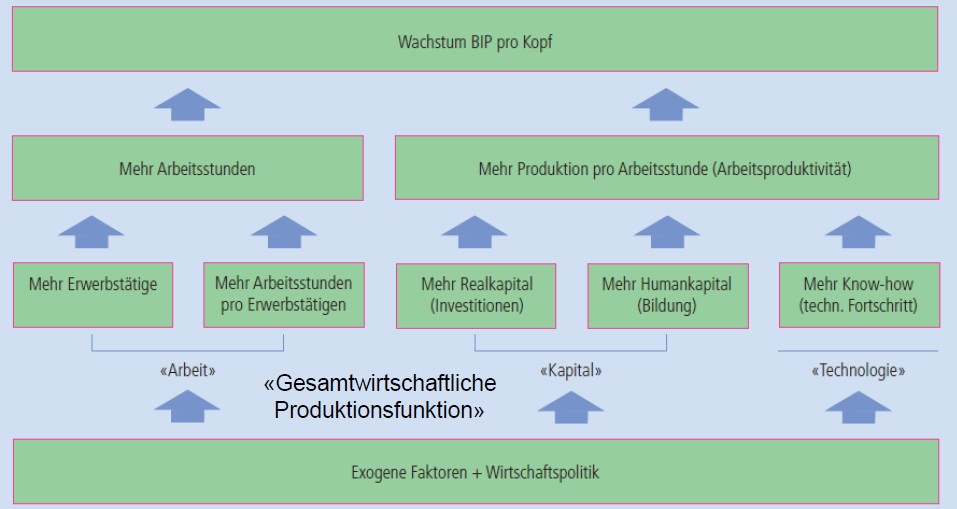 Wachstum BIP pro Kopf
Mehr Arbeitsstunden
Mehr Produktion pro Arbeitsstunde (Arbeitsproduktivität)
Mehr Erwerbstätige
Mehr Arbeitsstunden
pro Erwerbstätigen
Mehr Realkapital
(Investitionen)
Mehr Humankapital
(Bildung)
Mehr Know-how
(techn. Fortschritt)
«Arbeit»
«Gesamtwirtschaftliche
Produktionsfunktion»
«Kapital»
«Technologie»
Exogene Faktoren + Wirtschaftspolitik